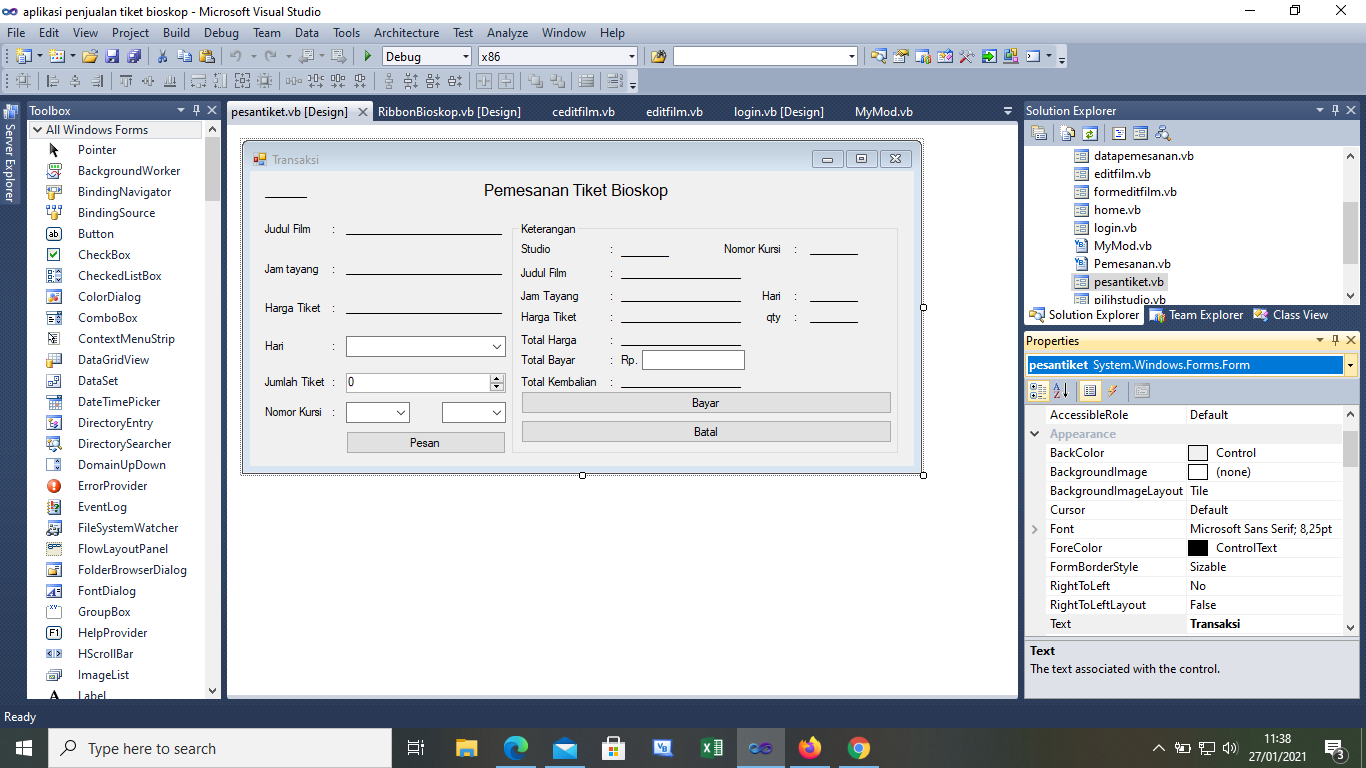 aplikasi penjualan tiket bioskop - Microsoft Visual Studio
File Edit View Project Build Debug Team Data Tools Architecture Test Analyze Window Help
Debug x86
Server Explorer
Toolbox
All Windows Forms
Pointer
BackgroundWorker
BindingNavigator
BindingSource
Button
CheckBox
CheckedListBox
ColorDialog
ComboBox
ContextMenuStrip
DataGridView
DataSet
DateTimePicker
DirectoryEntry
DirectorySearcher
DomainUpDown
ErrorProvider
EventLog
FileSystemWatcher
FlowLayoutPanel
FolderBrowserDialog
FontDialog
GroupBox
HelpProvider
HScrollBar
ImageList
Label
pesantiket.vb [Design] RibbonBioskop.vb [Design] ceditfilm.vb editfilm.vb login.vb [Design] MyMod.vb
Transaksi
Pemesanan Tiket Bioskop
Judul Film :
Jam tayang :
Harga Tiket :
Hari :
Jumlah Tiket : 0
Nomor Kursi :
Pesan
Keterangan
Studio : Nomor Kursi :
Judul Film :
Jam Tayang : Hari :
Harga Tiket : qty :
Total Harga :
Total Bayar : Rp.
Total Kembalian :
Bayar
Batal
Solution Explorer
datapemesanan.vb
editfilm.vb
formeditfilm.vb
home.vb
login.vb
MyMod.vb
Pemesanan.vb
pesantiket.vb
pilihstudio.vb
Solution Explorer Team Explorer Class View
Properties
pesantiket System.Windows.Forms.Form
AccessibleRole Default
Appearance
BackColor Control
BackgroundImage (none)
BackgroundImageLayout Tile
Cursor Default
Font Microsoft Sans Serif; 8,25pt
ForeColor ControlText
FormBorderStyle Sizable
RightToLeft No
RightToLeftLayout False
Text Transaksi
Text
The text associated with the control.
Ready
Type here to search
11:38
27/01/2021
3